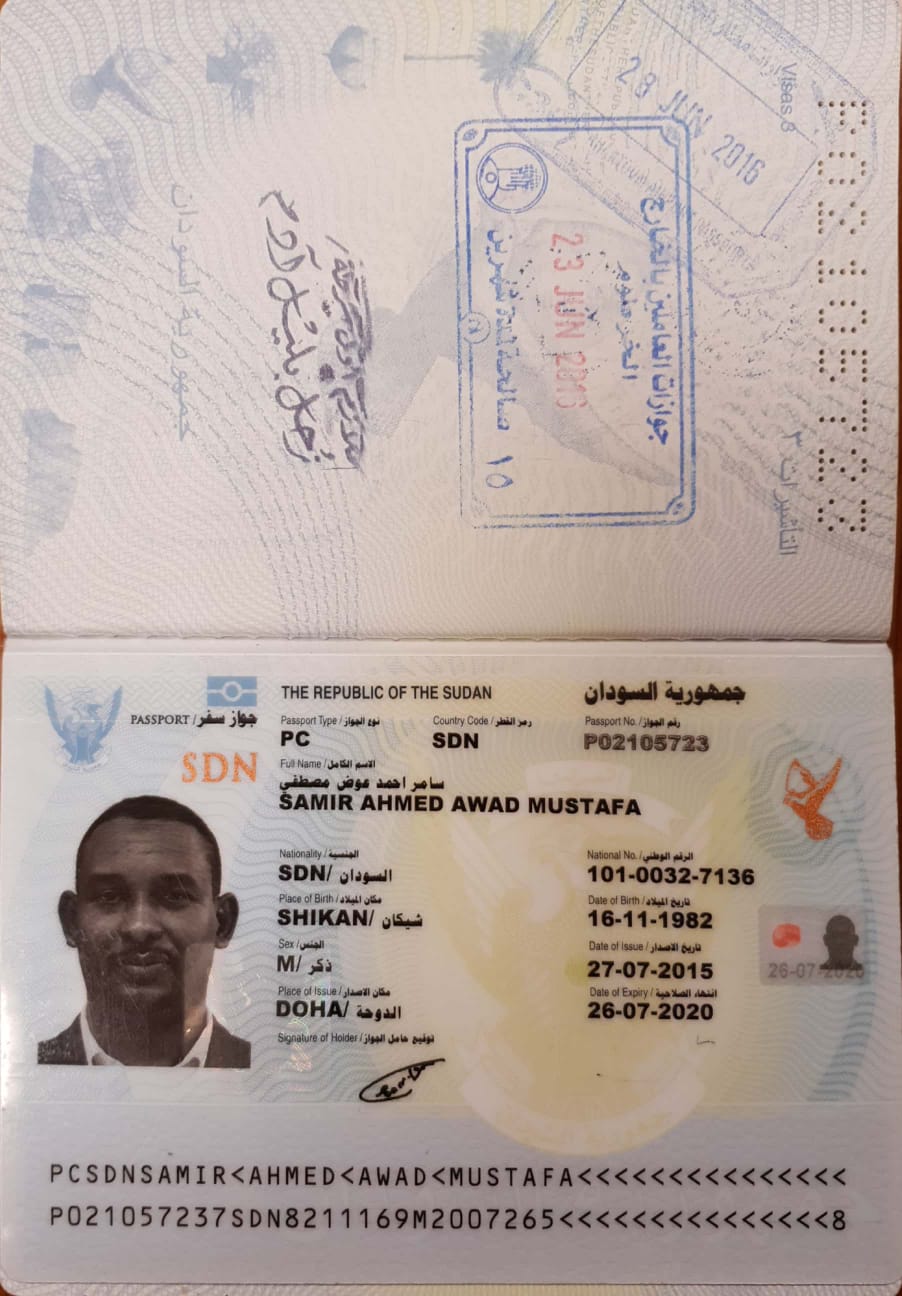 P02105723
Visas 8
28 JUN 2016
جوازات العاملين بالخارج
الخرطوم
23 JUN 2016
صالحة لمدة شهرين
١٥
جمهورية السودان
THE REPUBLIC OF THE SUDAN
جمهورية السودان
PASSPORT / جواز سفر
Passport Type / نوع الجواز
Country Code / رمز القطر
Passport No. / رقم الجواز
PC
SDN
P02105723
SDN
Full Name / الاسم الكامل
سامر احمد عوض مصطفي
SAMIR AHMED AWAD MUSTAFA
Nationality / الجنسية
National No. / الرقم الوطني
SDN/ السودان
101-0032-7136
Place of Birth / مكان الميلاد
Date of Birth / تاريخ الميلاد
SHIKAN/ شيكان
16-11-1982
Sex / الجنس
Date of Issue / تاريخ الاصدار
M/ ذكر
27-07-2015
26-07-2020
Place of Issue / مكان الاصدار
Date of Expiry / انتهاء الصلاحية
DOHA/ الدوحة
26-07-2020
Signature of Holder / توقيع حامل الجواز
PCSDNSAMIR<AHMED<AWAD<MUSTAFA<<<<<<<<<<<<<<<
P021057237SDN8211169M2007265<<<<<<<<<<<<<<<8